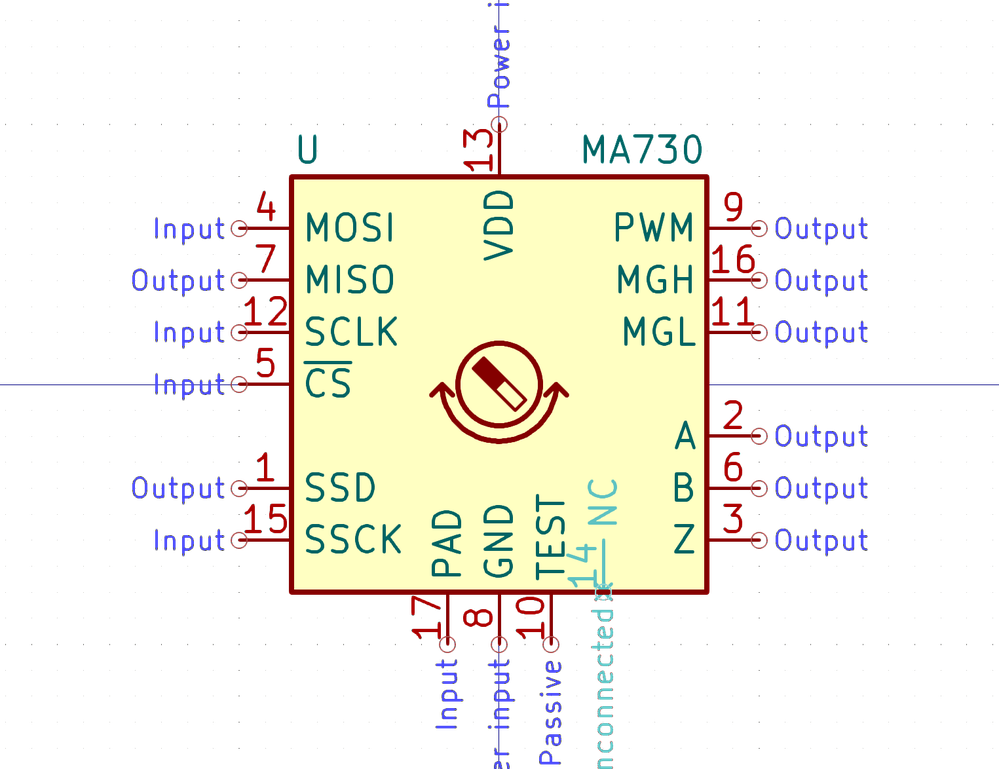 Power i
13
U
MA730
VDD
Input 4 MOSI
PWM 9 Output
Output 7 MISO
MGH 16 Output
Input 12 SCLK
MGL 11 Output
Input 5 CS
A 2 Output
Output 1 SSD
B 6 Output
Input 15 SSCK
Z 3 Output
PAD
GND
TEST
NC
17
8
10
14
Input
er input
Passive
nconnected